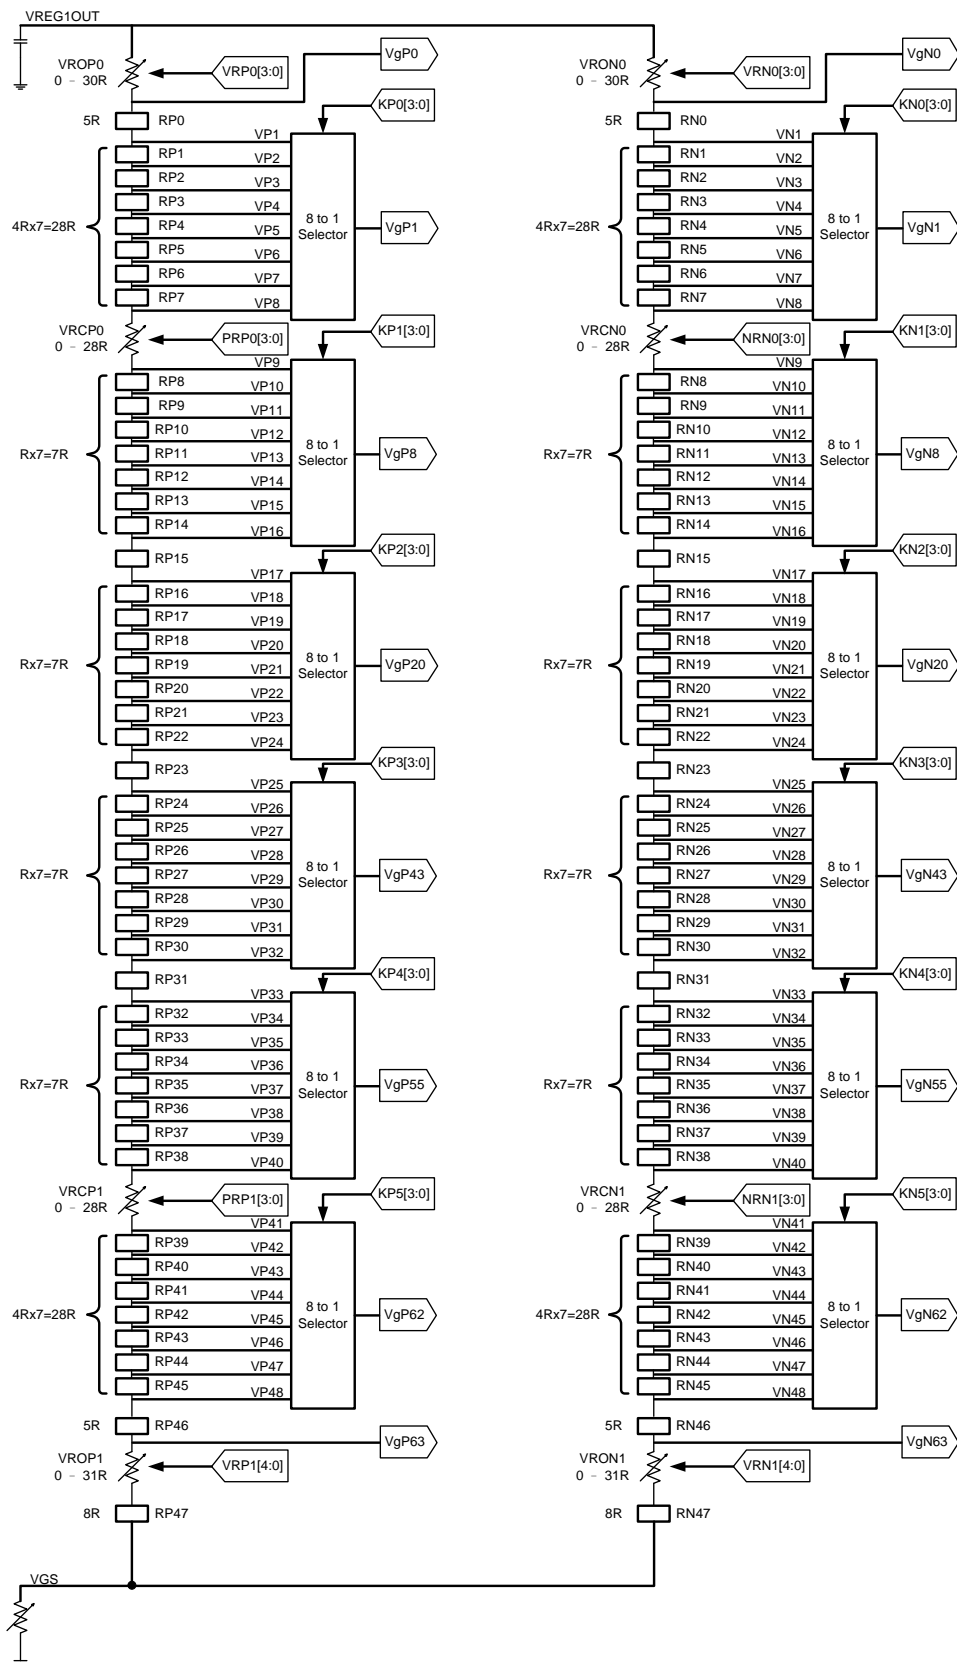 VREG1OUT
VROP0
0 - 30R
VRP0[3:0]
VgP0
KP0[3:0]
5R
RP0
VP1
RP1
VP2
RP2
VP3
RP3
VP4
4Rx7=28R
RP4
VP5
RP5
VP6
RP6
VP7
RP7
VP8
8 to 1
Selector
VgP1
VRCP0
0 - 28R
PRP0[3:0]
KP1[3:0]
VP9
RP8
VP10
RP9
VP11
RP10
VP12
Rx7=7R
RP11
VP13
RP12
VP14
RP13
VP15
RP14
VP16
8 to 1
Selector
VgP8
RP15
KP2[3:0]
VP17
RP16
VP18
RP17
VP19
RP18
VP20
Rx7=7R
RP19
VP21
RP20
VP22
RP21
VP23
RP22
VP24
8 to 1
Selector
VgP20
RP23
KP3[3:0]
VP25
RP24
VP26
RP25
VP27
RP26
VP28
Rx7=7R
RP27
VP29
RP28
VP30
RP29
VP31
RP30
VP32
8 to 1
Selector
VgP43
RP31
KP4[3:0]
VP33
RP32
VP34
RP33
VP35
RP34
VP36
Rx7=7R
RP35
VP37
RP36
VP38
RP37
VP39
RP38
VP40
8 to 1
Selector
VgP55
VRCP1
0 - 28R
PRP1[3:0]
KP5[3:0]
VP41
RP39
VP42
RP40
VP43
RP41
VP44
4Rx7=28R
RP42
VP45
RP43
VP46
RP44
VP47
RP45
VP48
8 to 1
Selector
VgP62
5R
RP46
VgP63
VROP1
0 - 31R
VRP1[4:0]
8R
RP47
VGS
VRON0
0 - 30R
VRN0[3:0]
VgN0
KN0[3:0]
5R
RN0
VN1
RN1
VN2
RN2
VN3
RN3
VN4
4Rx7=28R
RN4
VN5
RN5
VN6
RN6
VN7
RN7
VN8
8 to 1
Selector
VgN1
VRCN0
0 - 28R
NRN0[3:0]
KN1[3:0]
VN9
RN8
VN10
RN9
VN11
RN10
VN12
Rx7=7R
RN11
VN13
RN12
VN14
RN13
VN15
RN14
VN16
8 to 1
Selector
VgN8
RN15
KN2[3:0]
VN17
RN16
VN18
RN17
VN19
RN18
VN20
Rx7=7R
RN19
VN21
RN20
VN22
RN21
VN23
RN22
VN24
8 to 1
Selector
VgN20
RN23
KN3[3:0]
VN25
RN24
VN26
RN25
VN27
RN26
VN28
Rx7=7R
RN27
VN29
RN28
VN30
RN29
VN31
RN30
VN32
8 to 1
Selector
VgN43
RN31
KN4[3:0]
VN33
RN32
VN34
RN33
VN35
RN34
VN36
Rx7=7R
RN35
VN37
RN36
VN38
RN37
VN39
RN38
VN40
8 to 1
Selector
VgN55
VRCN1
0 - 28R
NRN1[3:0]
KN5[3:0]
VN41
RN39
VN42
RN40
VN43
RN41
VN44
4Rx7=28R
RN42
VN45
RN43
VN46
RN44
VN47
RN45
VN48
8 to 1
Selector
VgN62
5R
RN46
VgN63
VRON1
0 - 31R
VRN1[4:0]
8R
RN47